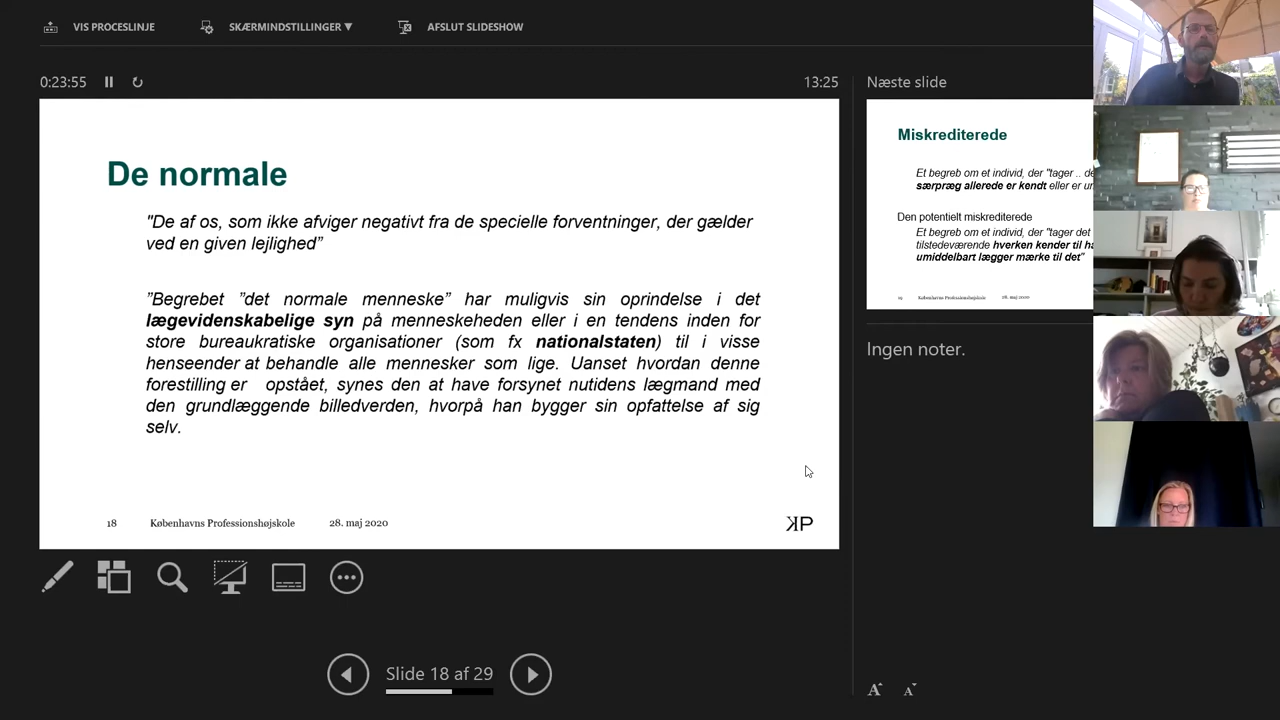 VIS PROCESLINJE
SKÆRMINDSTILLINGER ▼
AFSLUT SLIDESHOW
0:23:55
13:25
De normale
"De af os, som ikke afviger negativt fra de specielle forventninger, der gælder
ved en given lejlighed”
”Begrebet ”det normale menneske” har muligvis sin oprindelse i det
lægevidenskabelige syn på menneskeheden eller i en tendens inden for
store bureaukratiske organisationer (som fx nationalstaten) til i visse
henseender at behandle alle mennesker som lige. Uanset hvordan denne
forestilling er opstået, synes den at have forsynet nutidens lægmand med
den grundlæggende billedverden, hvorpå han bygger sin opfattelse af sig
selv.
18 Københavns Professionshøjskole 28. maj 2020
KP
Slide 18 af 29
Næste slide
Miskrediterede
Et begreb om et individ, der "tager .. de
særpræg allerede er kendt eller er
Den potentielt miskrediterede
Et begreb om et individ, der "tager det
tilstedeværende hverken kender til
umiddelbart lægger mærke til det”
19 Københavns Professionshøjskole 28. maj 2020
Ingen noter.
A A